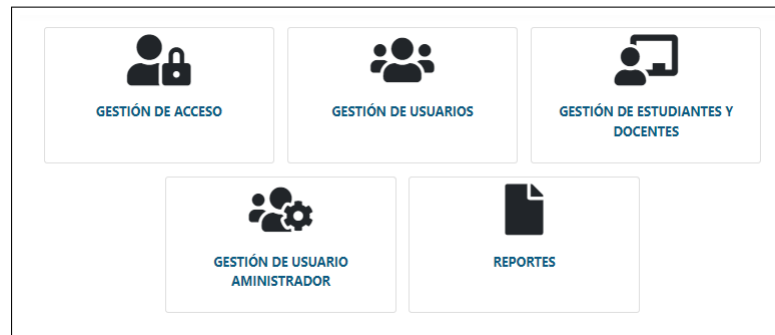 GESTIÓN DE ACCESO
GESTIÓN DE USUARIOS
GESTIÓN DE ESTUDIANTES Y
DOCENTES
GESTIÓN DE USUARIO
AMINISTRADOR
REPORTES